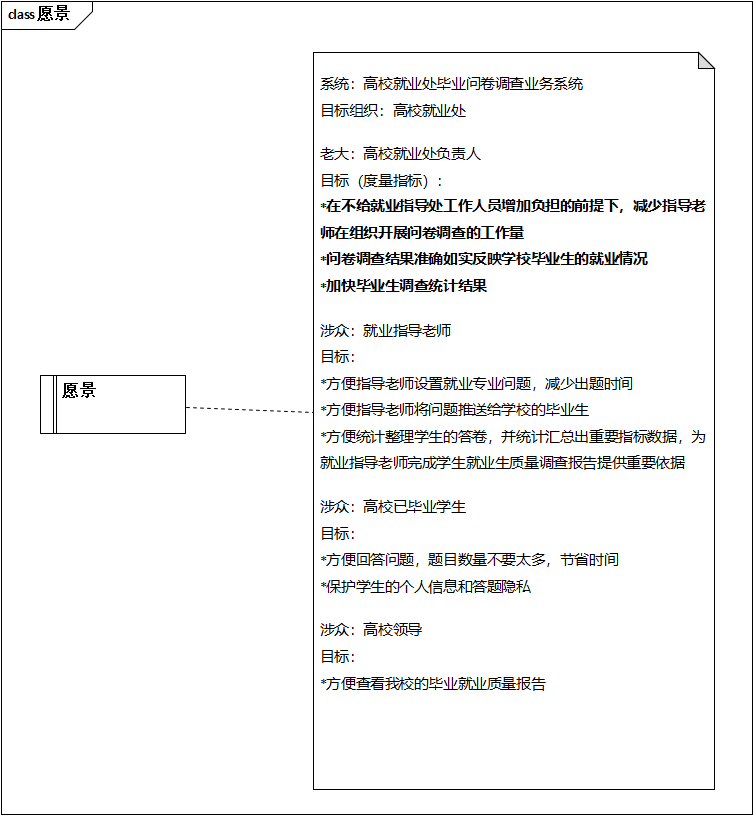 class 愿景
系统：高校就业处毕业问卷调查业务系统
目标组织：高校就业处
老大：高校就业处负责人
目标（度量指标）：
*在不给就业指导处工作人员增加负担的前提下，减少指导老
师在组织开展问卷调查的工作量
*问卷调查结果准确如实反映学校毕业生的就业情况
*加快毕业生调查统计结果
涉众：就业指导老师
目标：
*方便指导老师设置就业专业问题，减少出题时间
*方便指导老师将问题推送给学校的毕业生
*方便统计整理学生的答卷，并统计汇总出重要指标数据，为
就业指导老师完成学生就业生质量调查报告提供重要依据
涉众：高校已毕业学生
目标：
*方便回答问题，题目数量不要太多，节省时间
*保护学生的个人信息和答题隐私
涉众：高校领导
目标：
*方便查看我校的毕业就业质量报告
愿景